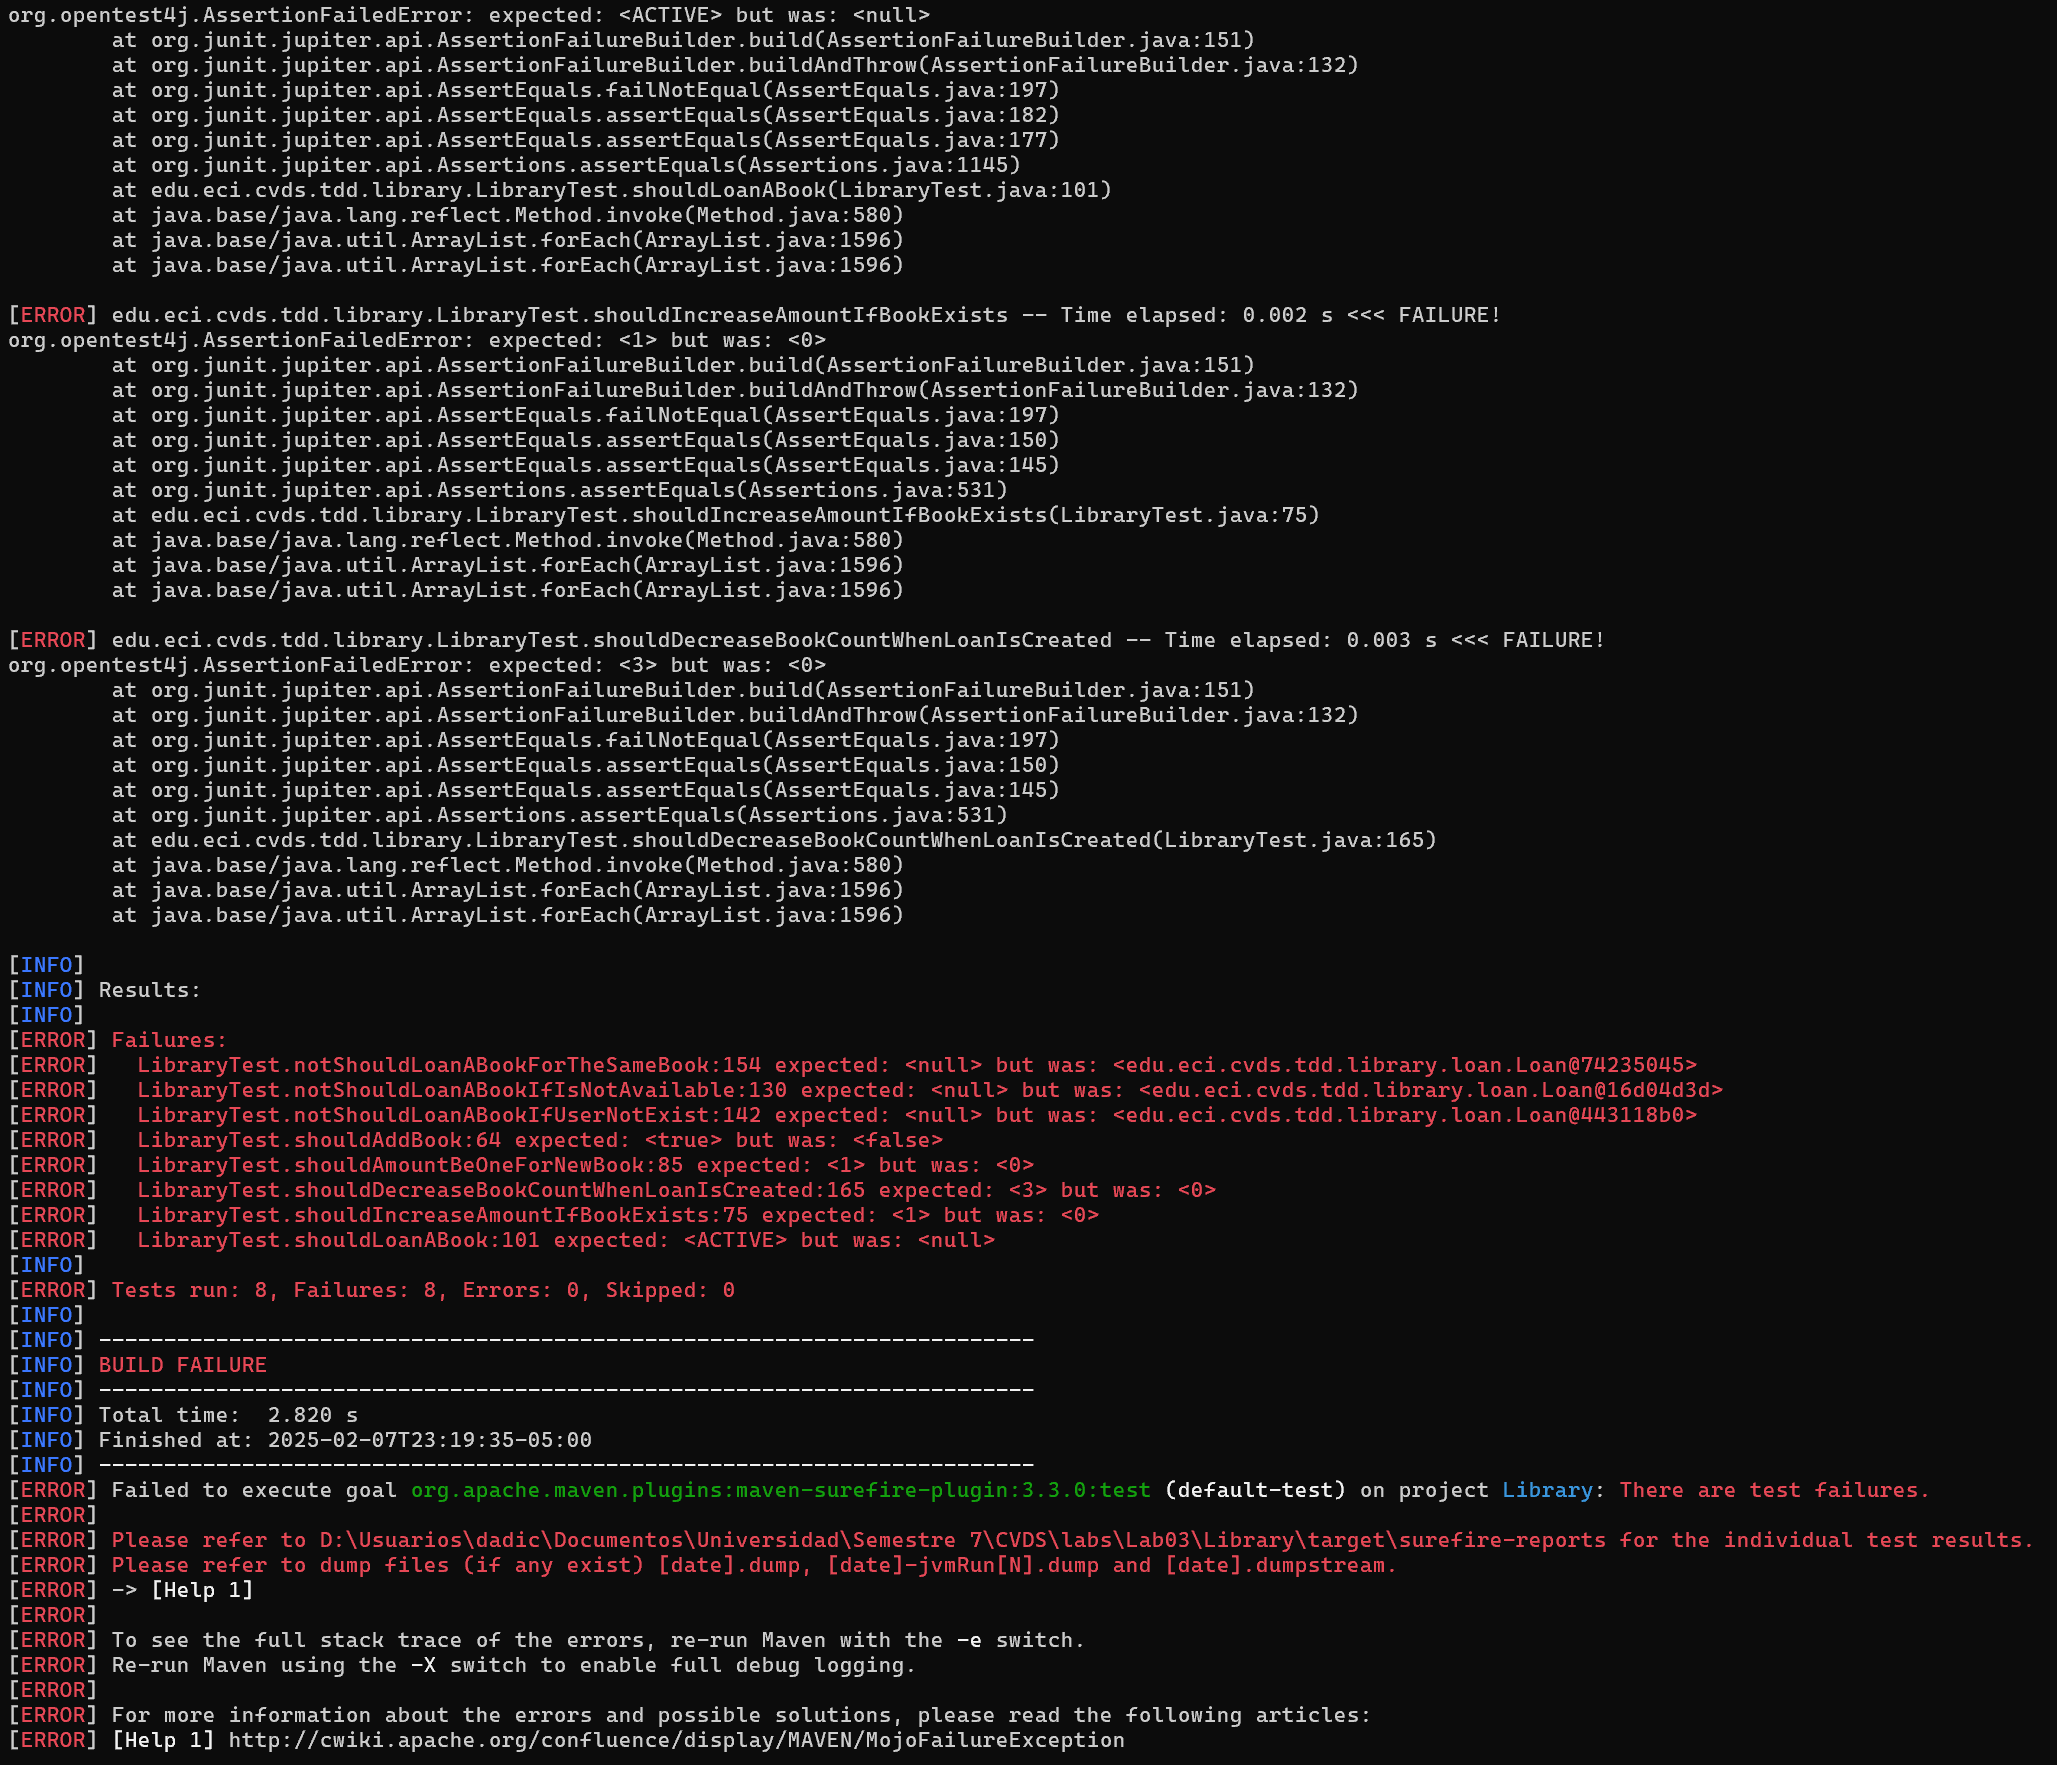 org.opentest4j.AssertionFailedError: expected: <ACTIVE> but was: <null>
        at org.junit.jupiter.api.AssertionFailureBuilder.build(AssertionFailureBuilder.java:151)
        at org.junit.jupiter.api.AssertionFailureBuilder.buildAndThrow(AssertionFailureBuilder.java:132)
        at org.junit.jupiter.api.AssertEquals.failNotEqual(AssertEquals.java:197)
        at org.junit.jupiter.api.AssertEquals.assertEquals(AssertEquals.java:182)
        at org.junit.jupiter.api.AssertEquals.assertEquals(AssertEquals.java:177)
        at org.junit.jupiter.api.Assertions.assertEquals(Assertions.java:1145)
        at edu.eci.cvds.tdd.library.LibraryTest.shouldLoanABook(LibraryTest.java:101)
        at java.base/java.lang.reflect.Method.invoke(Method.java:580)
        at java.base/java.util.ArrayList.forEach(ArrayList.java:1596)
        at java.base/java.util.ArrayList.forEach(ArrayList.java:1596)

[ERROR] edu.eci.cvds.tdd.library.LibraryTest.shouldIncreaseAmountIfBookExists -- Time elapsed: 0.002 s <<< FAILURE!
org.opentest4j.AssertionFailedError: expected: <1> but was: <0>
        at org.junit.jupiter.api.AssertionFailureBuilder.build(AssertionFailureBuilder.java:151)
        at org.junit.jupiter.api.AssertionFailureBuilder.buildAndThrow(AssertionFailureBuilder.java:132)
        at org.junit.jupiter.api.AssertEquals.failNotEqual(AssertEquals.java:197)
        at org.junit.jupiter.api.AssertEquals.assertEquals(AssertEquals.java:150)
        at org.junit.jupiter.api.AssertEquals.assertEquals(AssertEquals.java:145)
        at org.junit.jupiter.api.Assertions.assertEquals(Assertions.java:531)
        at edu.eci.cvds.tdd.library.LibraryTest.shouldIncreaseAmountIfBookExists(LibraryTest.java:75)
        at java.base/java.lang.reflect.Method.invoke(Method.java:580)
        at java.base/java.util.ArrayList.forEach(ArrayList.java:1596)
        at java.base/java.util.ArrayList.forEach(ArrayList.java:1596)

[ERROR] edu.eci.cvds.tdd.library.LibraryTest.shouldDecreaseBookCountWhenLoanIsCreated -- Time elapsed: 0.003 s <<< FAILURE!
org.opentest4j.AssertionFailedError: expected: <3> but was: <0>
        at org.junit.jupiter.api.AssertionFailureBuilder.build(AssertionFailureBuilder.java:151)
        at org.junit.jupiter.api.AssertionFailureBuilder.buildAndThrow(AssertionFailureBuilder.java:132)
        at org.junit.jupiter.api.AssertEquals.failNotEqual(AssertEquals.java:197)
        at org.junit.jupiter.api.AssertEquals.assertEquals(AssertEquals.java:150)
        at org.junit.jupiter.api.AssertEquals.assertEquals(AssertEquals.java:145)
        at org.junit.jupiter.api.Assertions.assertEquals(Assertions.java:531)
        at edu.eci.cvds.tdd.library.LibraryTest.shouldDecreaseBookCountWhenLoanIsCreated(LibraryTest.java:165)
        at java.base/java.lang.reflect.Method.invoke(Method.java:580)
        at java.base/java.util.ArrayList.forEach(ArrayList.java:1596)
        at java.base/java.util.ArrayList.forEach(ArrayList.java:1596)

[INFO]
[INFO] Results:
[INFO]
[ERROR] Failures:
[ERROR]   LibraryTest.notShouldLoanABookForTheSameBook:154 expected: <null> but was: <edu.eci.cvds.tdd.library.loan.Loan@74235045>
[ERROR]   LibraryTest.notShouldLoanABookIfIsNotAvailable:130 expected: <null> but was: <edu.eci.cvds.tdd.library.loan.Loan@16d04d3d>
[ERROR]   LibraryTest.notShouldLoanABookIfUserNotExist:142 expected: <null> but was: <edu.eci.cvds.tdd.library.loan.Loan@443118b0>
[ERROR]   LibraryTest.shouldAddBook:64 expected: <true> but was: <false>
[ERROR]   LibraryTest.shouldAmountBeOneForNewBook:85 expected: <1> but was: <0>
[ERROR]   LibraryTest.shouldDecreaseBookCountWhenLoanIsCreated:165 expected: <3> but was: <0>
[ERROR]   LibraryTest.shouldIncreaseAmountIfBookExists:75 expected: <1> but was: <0>
[ERROR]   LibraryTest.shouldLoanABook:101 expected: <ACTIVE> but was: <null>
[INFO]
[ERROR] Tests run: 8, Failures: 8, Errors: 0, Skipped: 0
[INFO]
[INFO] ------------------------------------------------------------------------
[INFO] BUILD FAILURE
[INFO] ------------------------------------------------------------------------
[INFO] Total time:  2.820 s
[INFO] Finished at: 2025-02-07T23:19:35-05:00
[INFO] ------------------------------------------------------------------------
[ERROR] Failed to execute goal org.apache.maven.plugins:maven-surefire-plugin:3.3.0:test (default-test) on project Library: There are test failures.
[ERROR]
[ERROR] Please refer to D:\Usuarios\dadic\Documentos\Universidad\Semestre 7\CVDS\labs\Lab03\Library\target\surefire-reports for the individual test results.
[ERROR] Please refer to dump files (if any exist) [date].dump, [date]-jvmRun[N].dump and [date].dumpstream.
[ERROR] -> [Help 1]
[ERROR]
[ERROR] To see the full stack trace of the errors, re-run Maven with the -e switch.
[ERROR] Re-run Maven using the -X switch to enable full debug logging.
[ERROR]
[ERROR] For more information about the errors and possible solutions, please read the following articles:
[ERROR] [Help 1] http://cwiki.apache.org/confluence/display/MAVEN/MojoFailureException